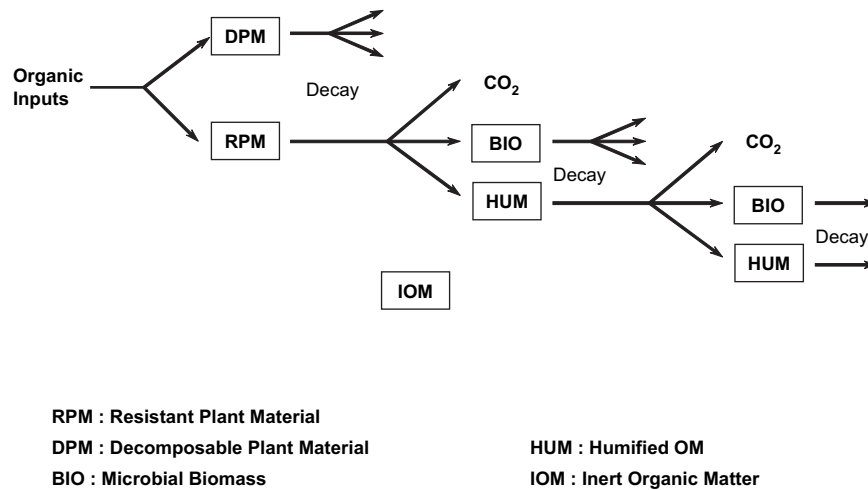 DPM
Organic
Inputs
Decay
CO₂
RPM
BIO
CO₂
Decay
HUM
BIO
Decay
HUM
IOM
RPM : Resistant Plant Material
DPM : Decomposable Plant Material
HUM : Humified OM
BIO : Microbial Biomass
IOM : Inert Organic Matter